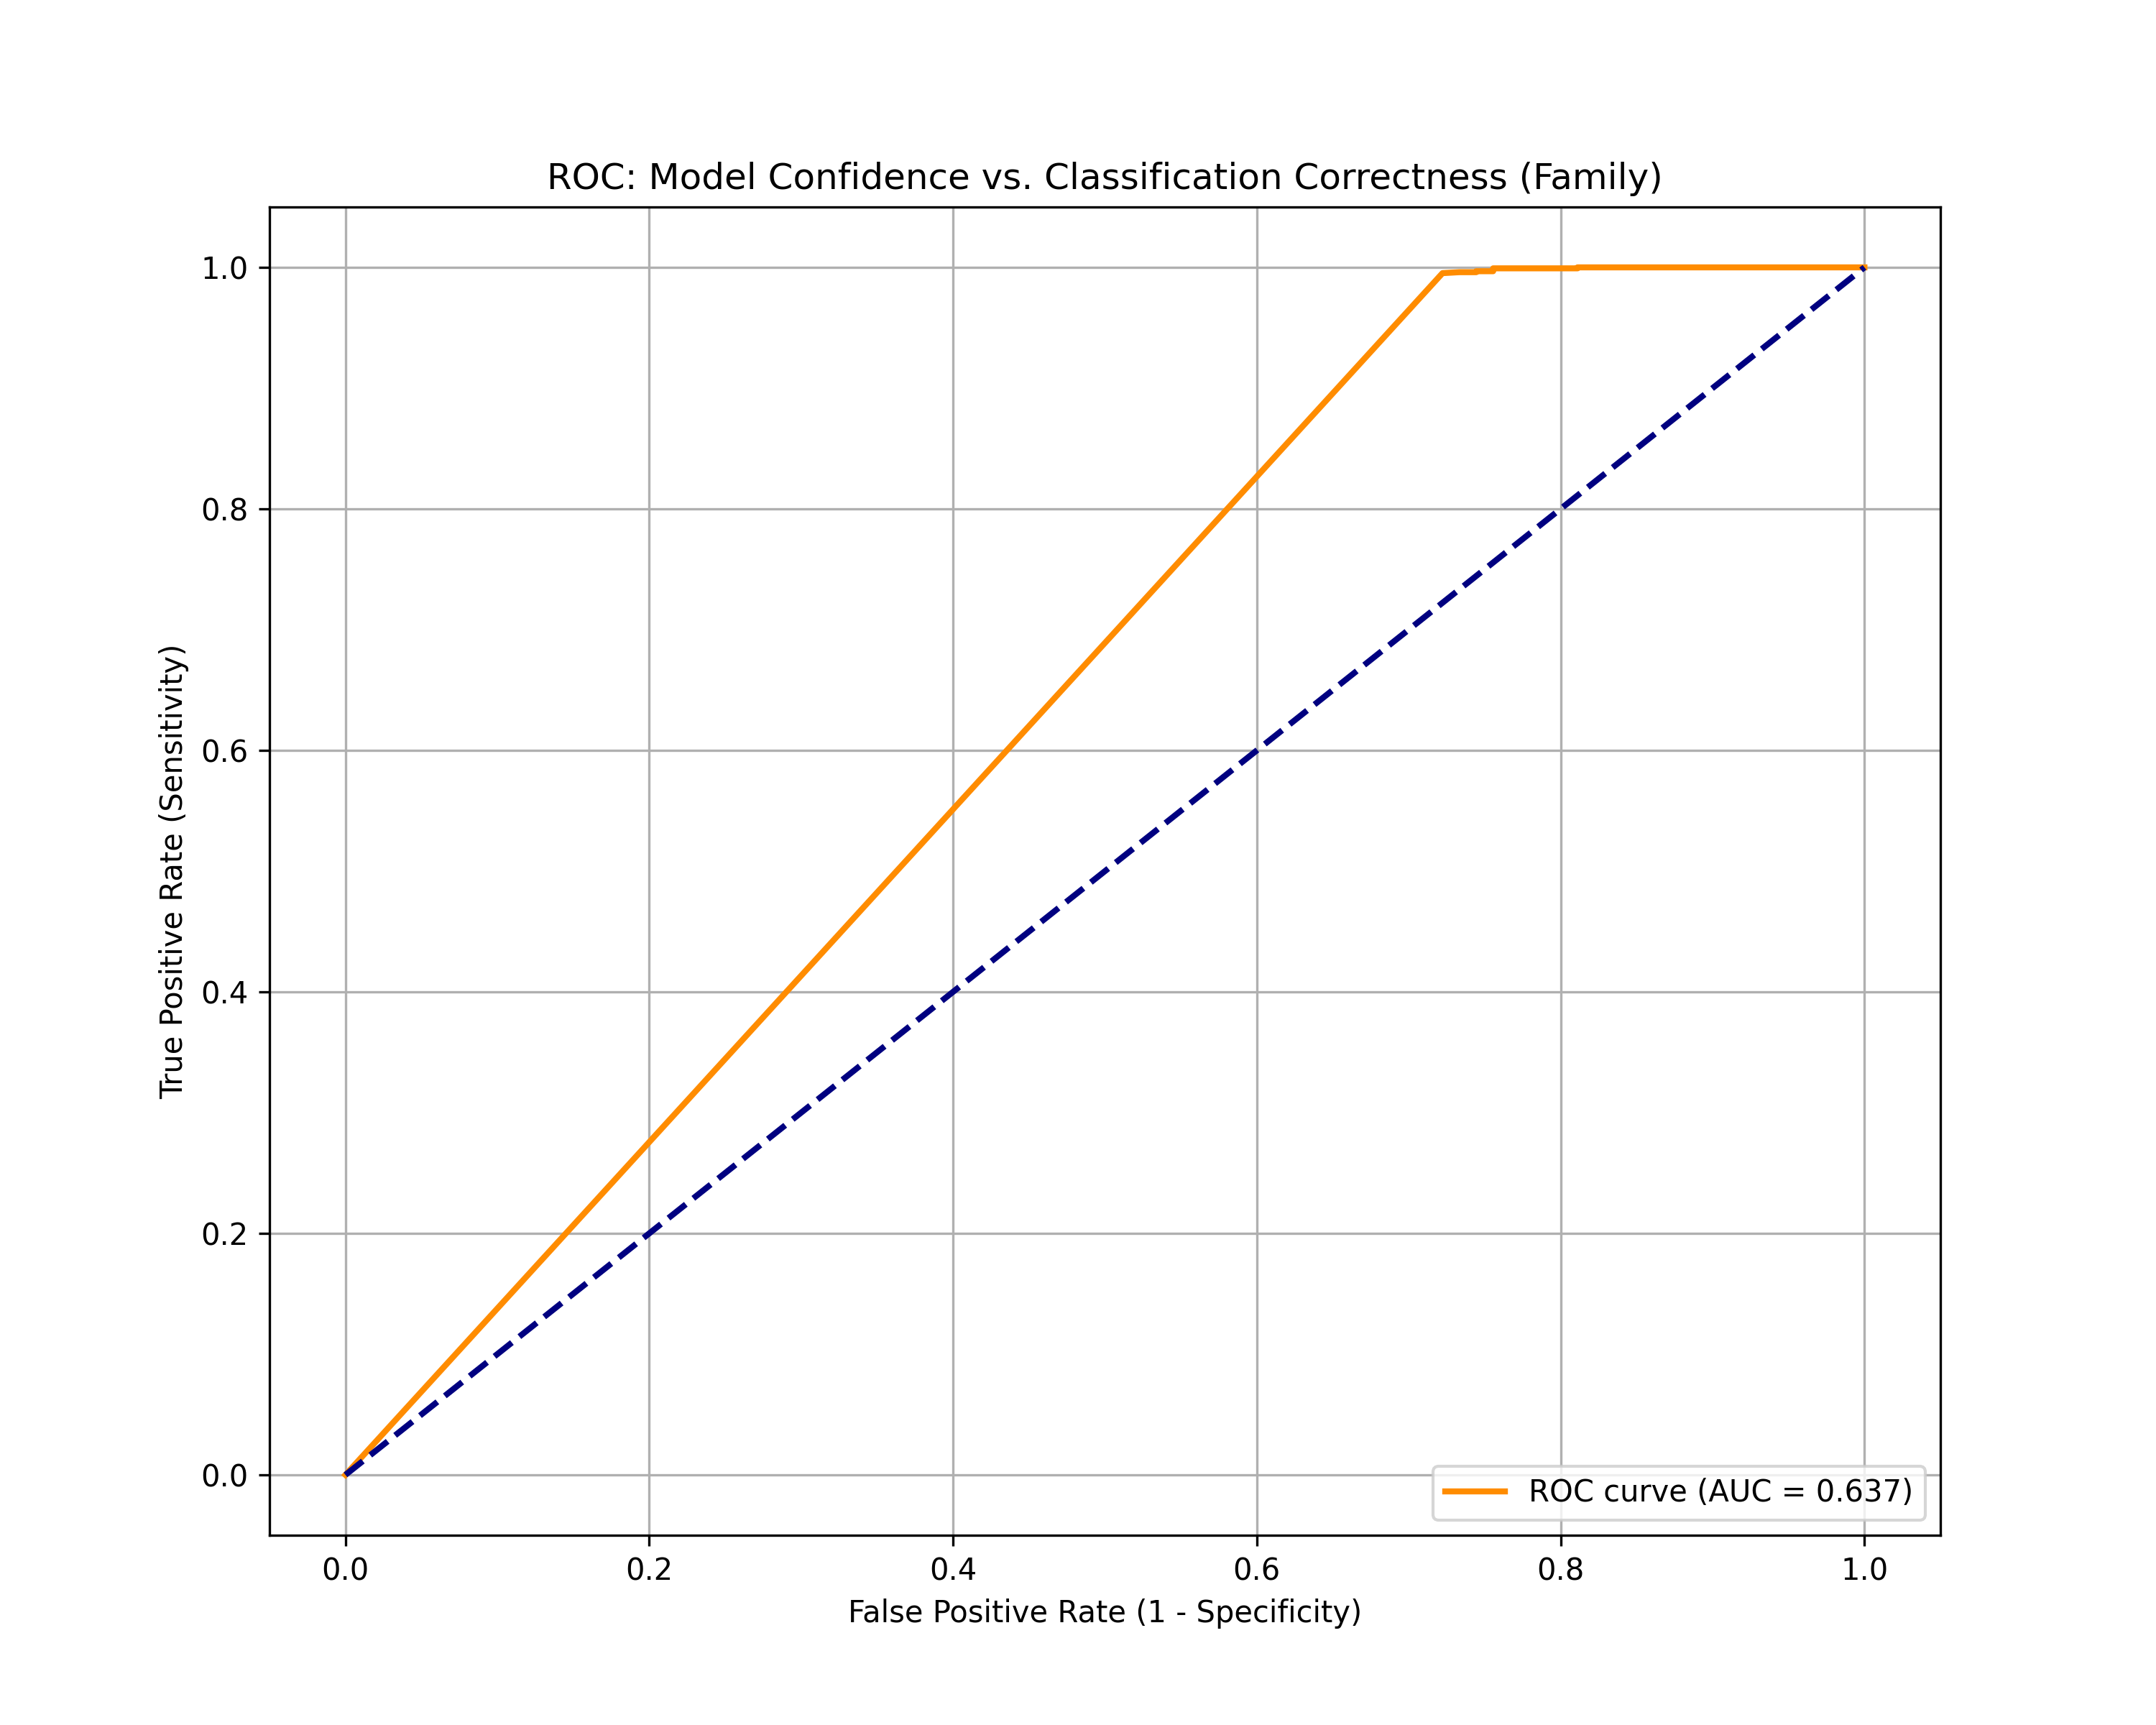 ROC: Model Confidence vs. Classification Correctness (Family)
1.0
0.8
0.6
0.4
0.2
0.0
True Positive Rate (Sensitivity)
ROC curve (AUC = 0.637)
0.0 0.2 0.4 0.6 0.8 1.0
False Positive Rate (1 - Specificity)